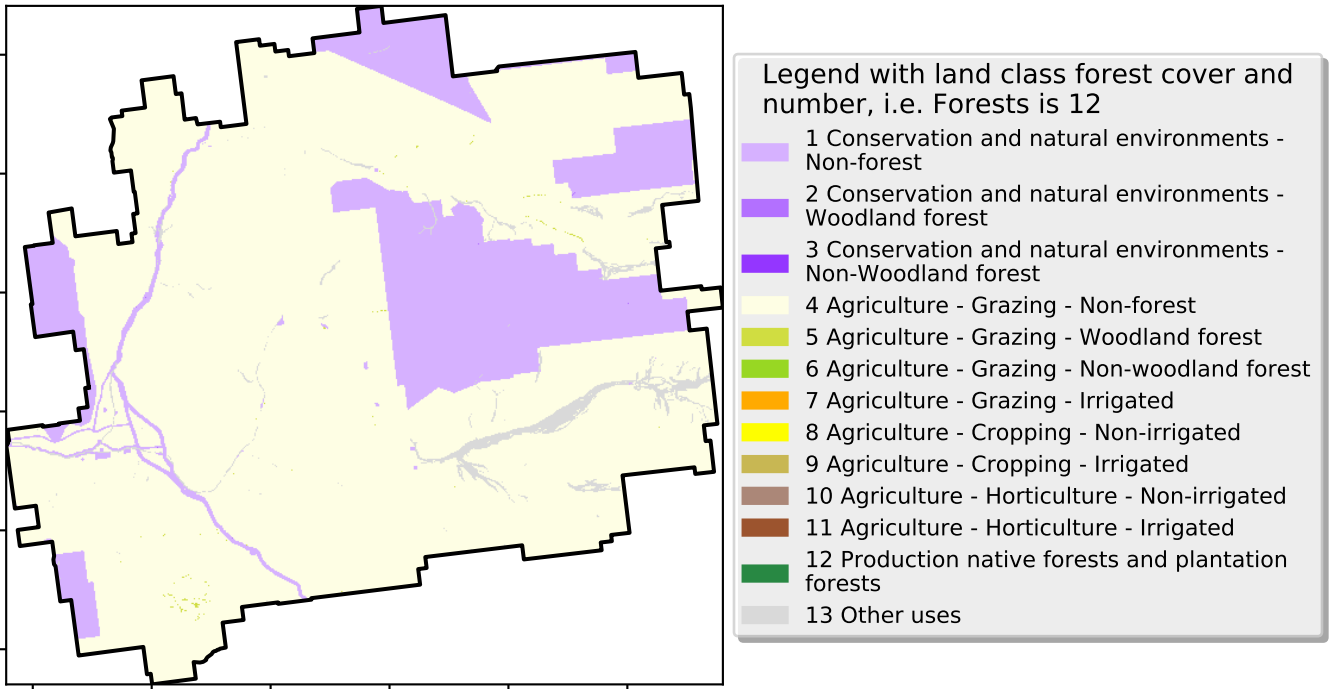 Legend with land class forest cover and
number, i.e. Forests is 12
1 Conservation and natural environments -
Non-forest
2 Conservation and natural environments -
Woodland forest
3 Conservation and natural environments -
Non-Woodland forest
4 Agriculture - Grazing - Non-forest
5 Agriculture - Grazing - Woodland forest
6 Agriculture - Grazing - Non-woodland forest
7 Agriculture - Grazing - Irrigated
8 Agriculture - Cropping - Non-irrigated
9 Agriculture - Cropping - Irrigated
10 Agriculture - Horticulture - Non-irrigated
11 Agriculture - Horticulture - Irrigated
12 Production native forests and plantation
forests
13 Other uses